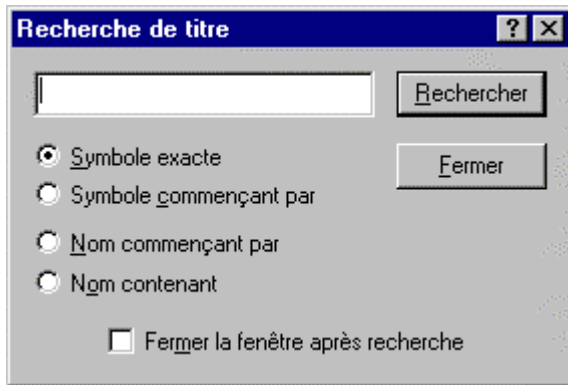 Recherche de titre
Rechercher
Symbole exacte
Fermer
Symbole commençant par
Nom commençant par
Nom contenant
Fermer la fenêtre après recherche